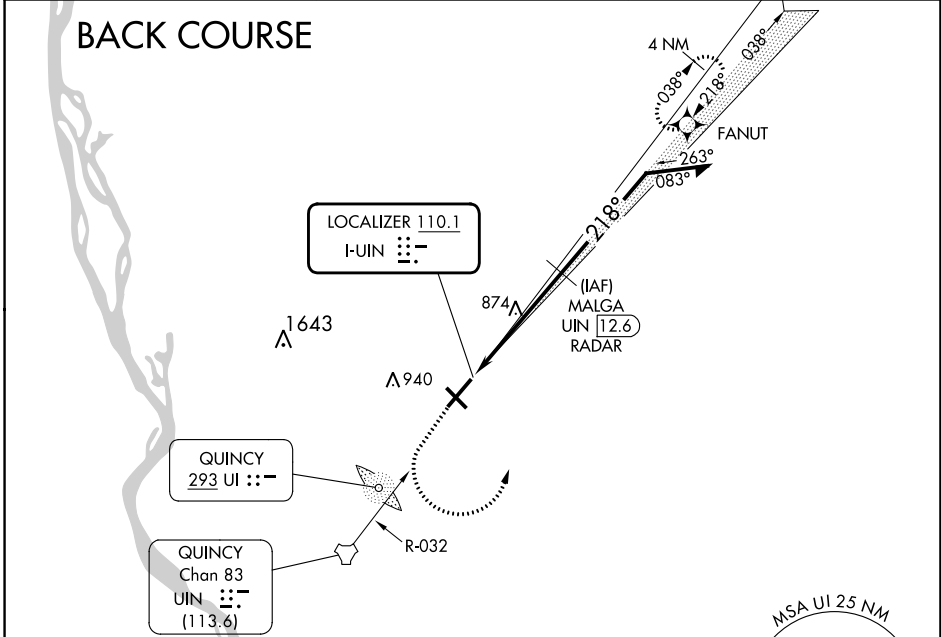 BACK COURSE
4 NM
038°
038°
218°
FANUT
263°
083°
218°
LOCALIZER 110.1
I-UIN
(IAF)
MALGA
UIN 12.6
RADAR
874
1643
940
QUINCY
293 UI
R-032
QUINCY
Chan 83
UIN
(113.6)
MSA UI 25 NM